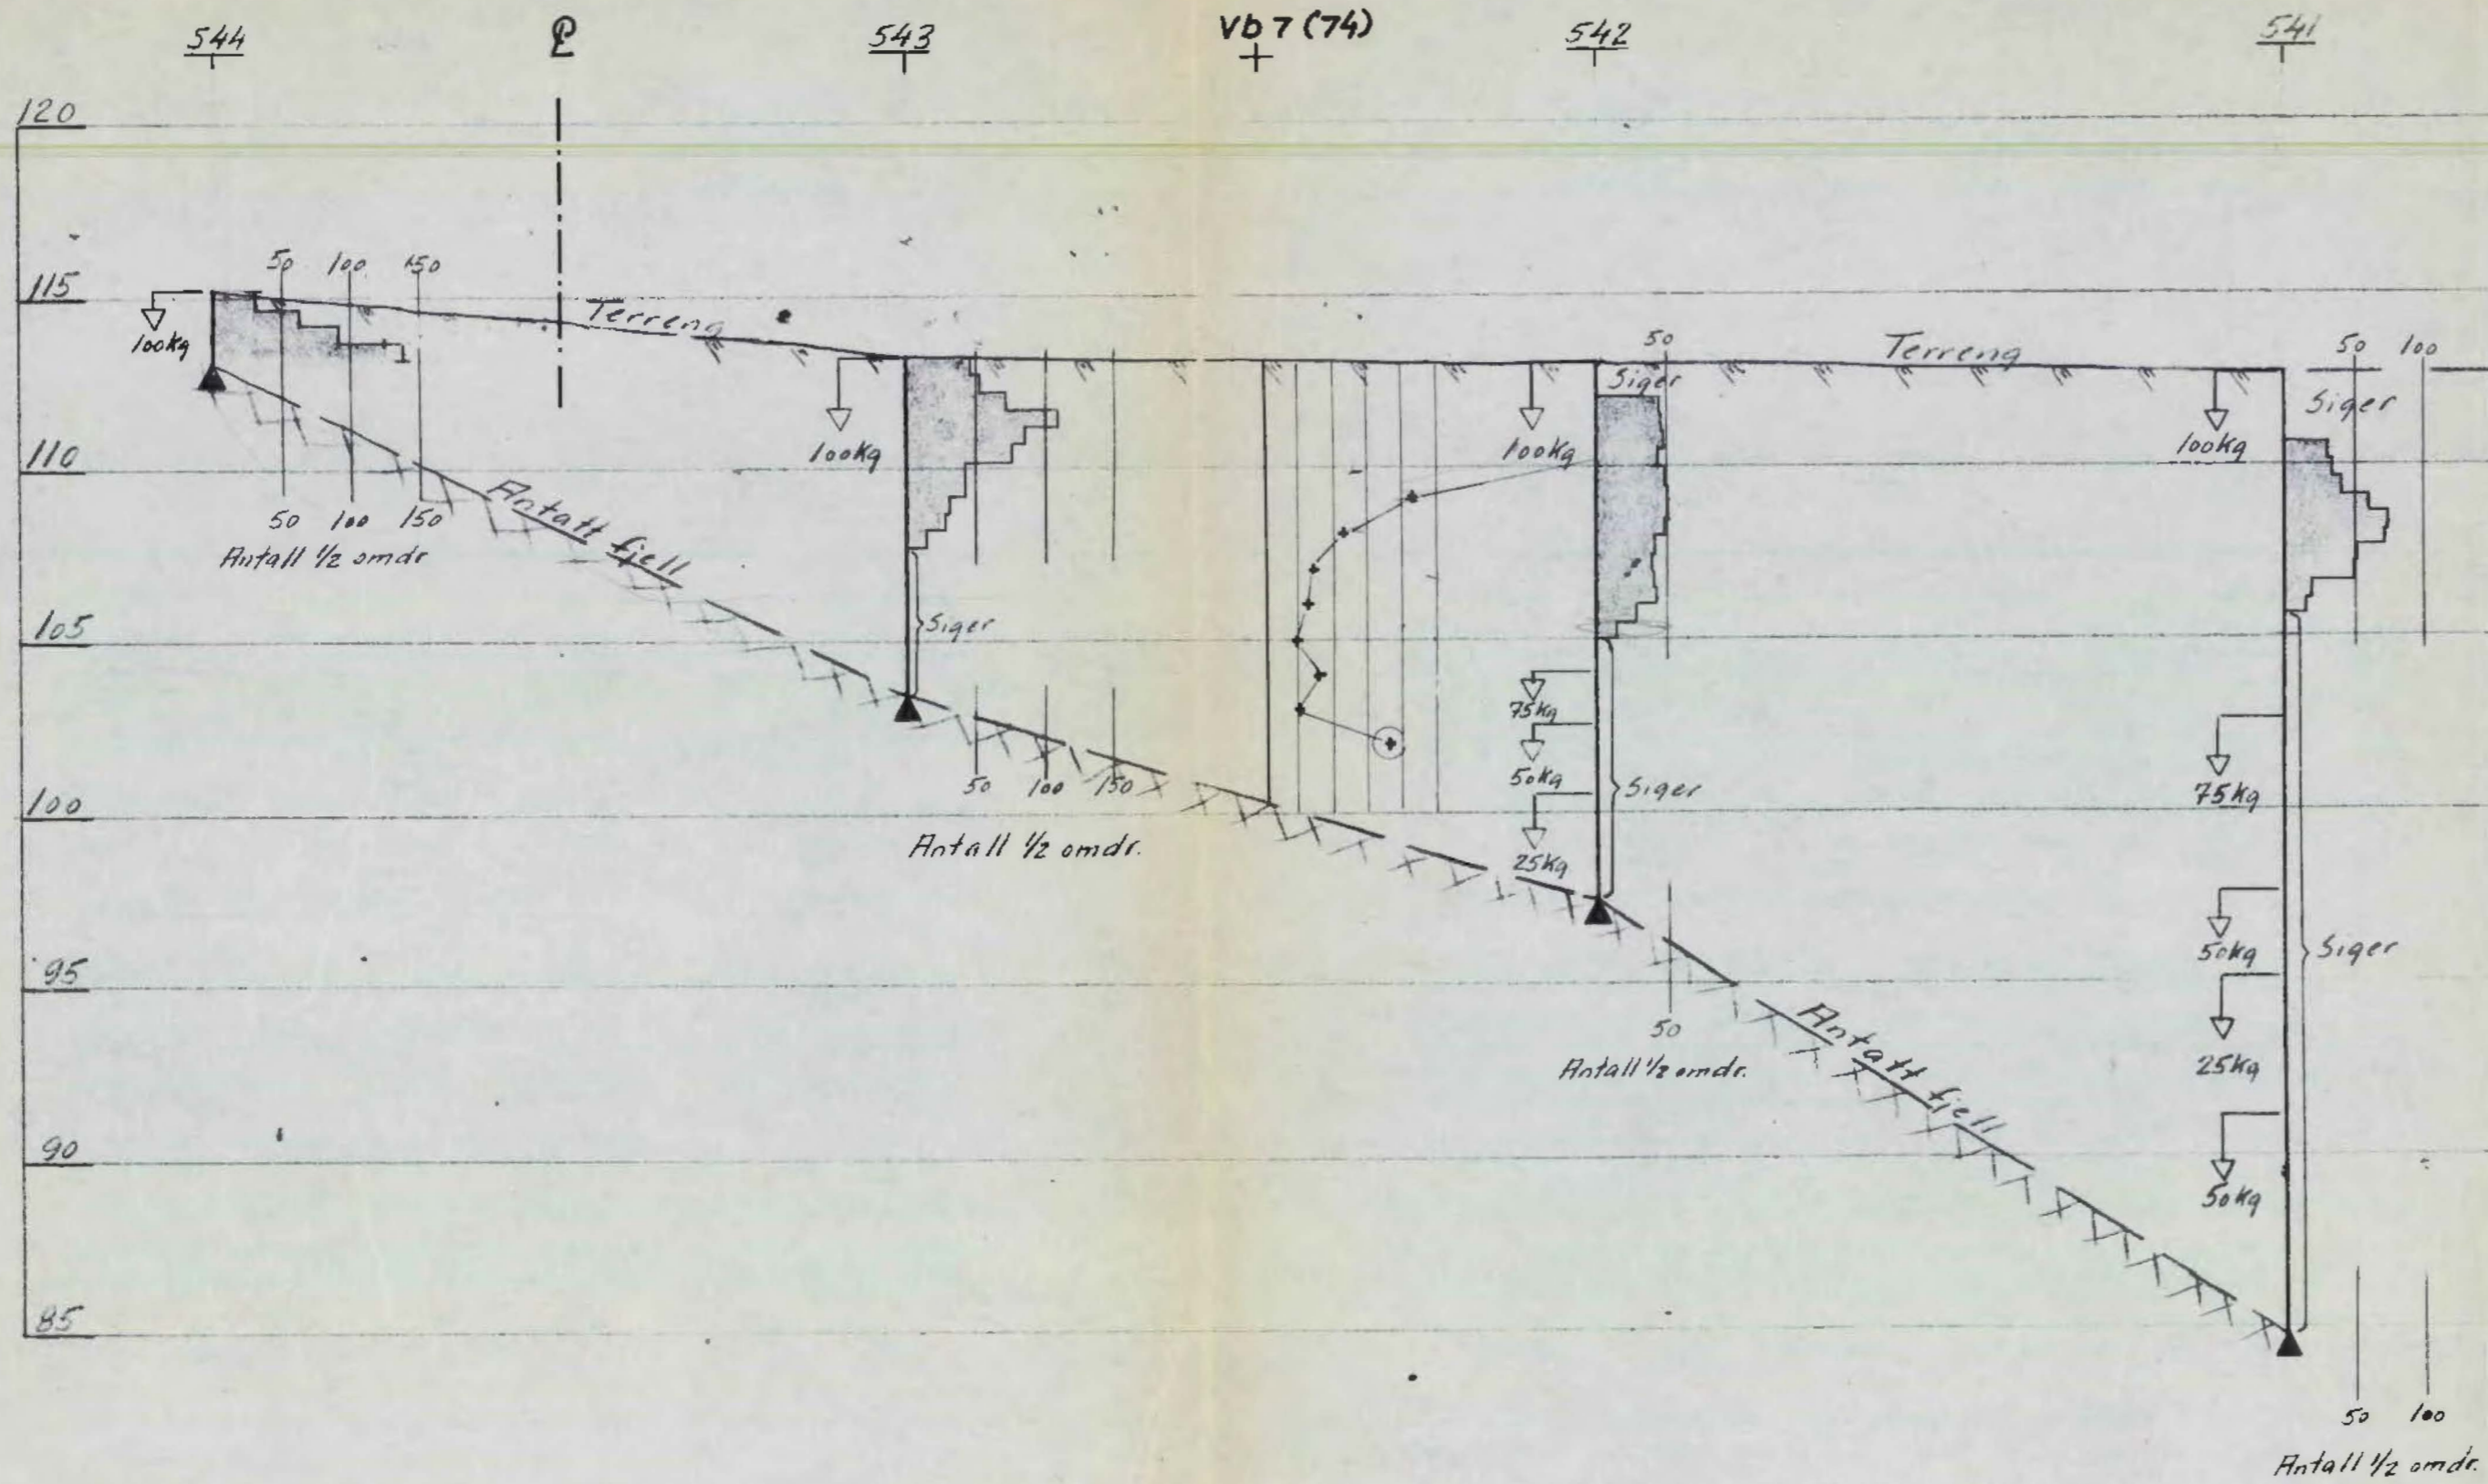 544
543
Vb 7 (74)
542
541
120
50 100 150
115
100kg
Terreng
50
Terreng
50 100
Siger
Siger
110
100kg
100kg
100kg
Antatt fjell
50 100 150
Antall 1/2 omdr.
105
Siger
75kg
50 100 150
50kg
Siger
75kg
100
Antall 1/2 omdr.
25kg
50kg
Siger
95
50
Antall 1/2 omdr.
Antatt fjell
25kg
90
50kg
85
50 100
Antall 1/2 omdr.